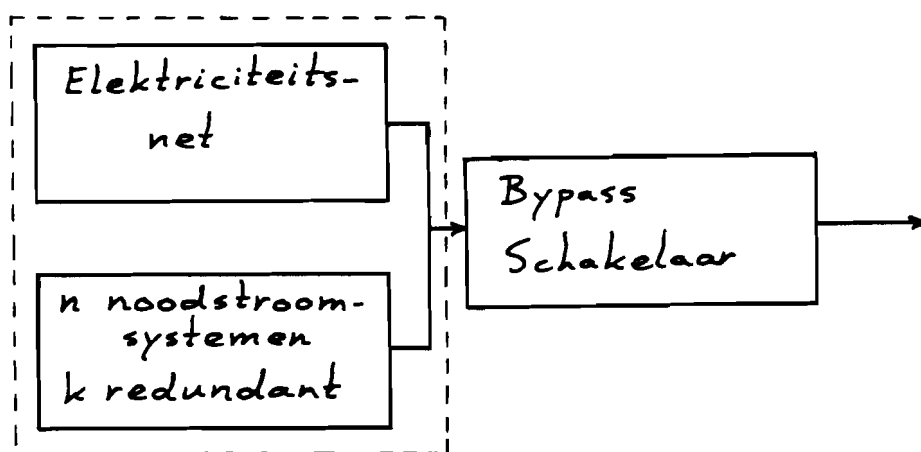 Elektriciteits-
net
n noodstroom-
systemen
k redundant
Bypass
Schakelaar